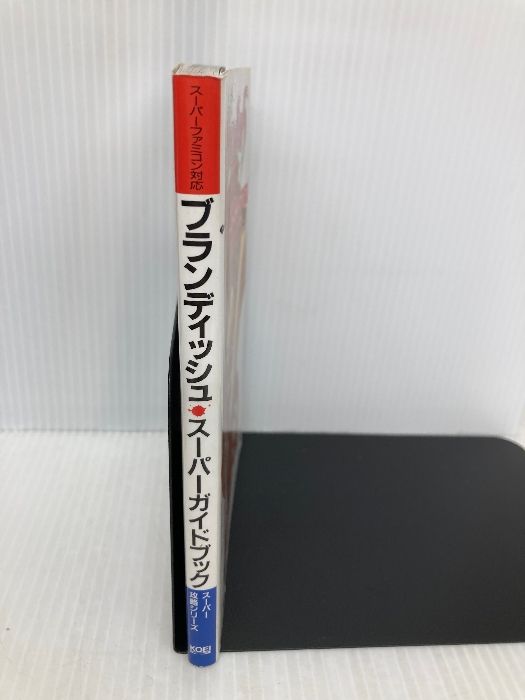 スーパーファミコン対応
ブランディッシュ
スーパーガイドブック
スーパー
攻略シリーズ
KOEI